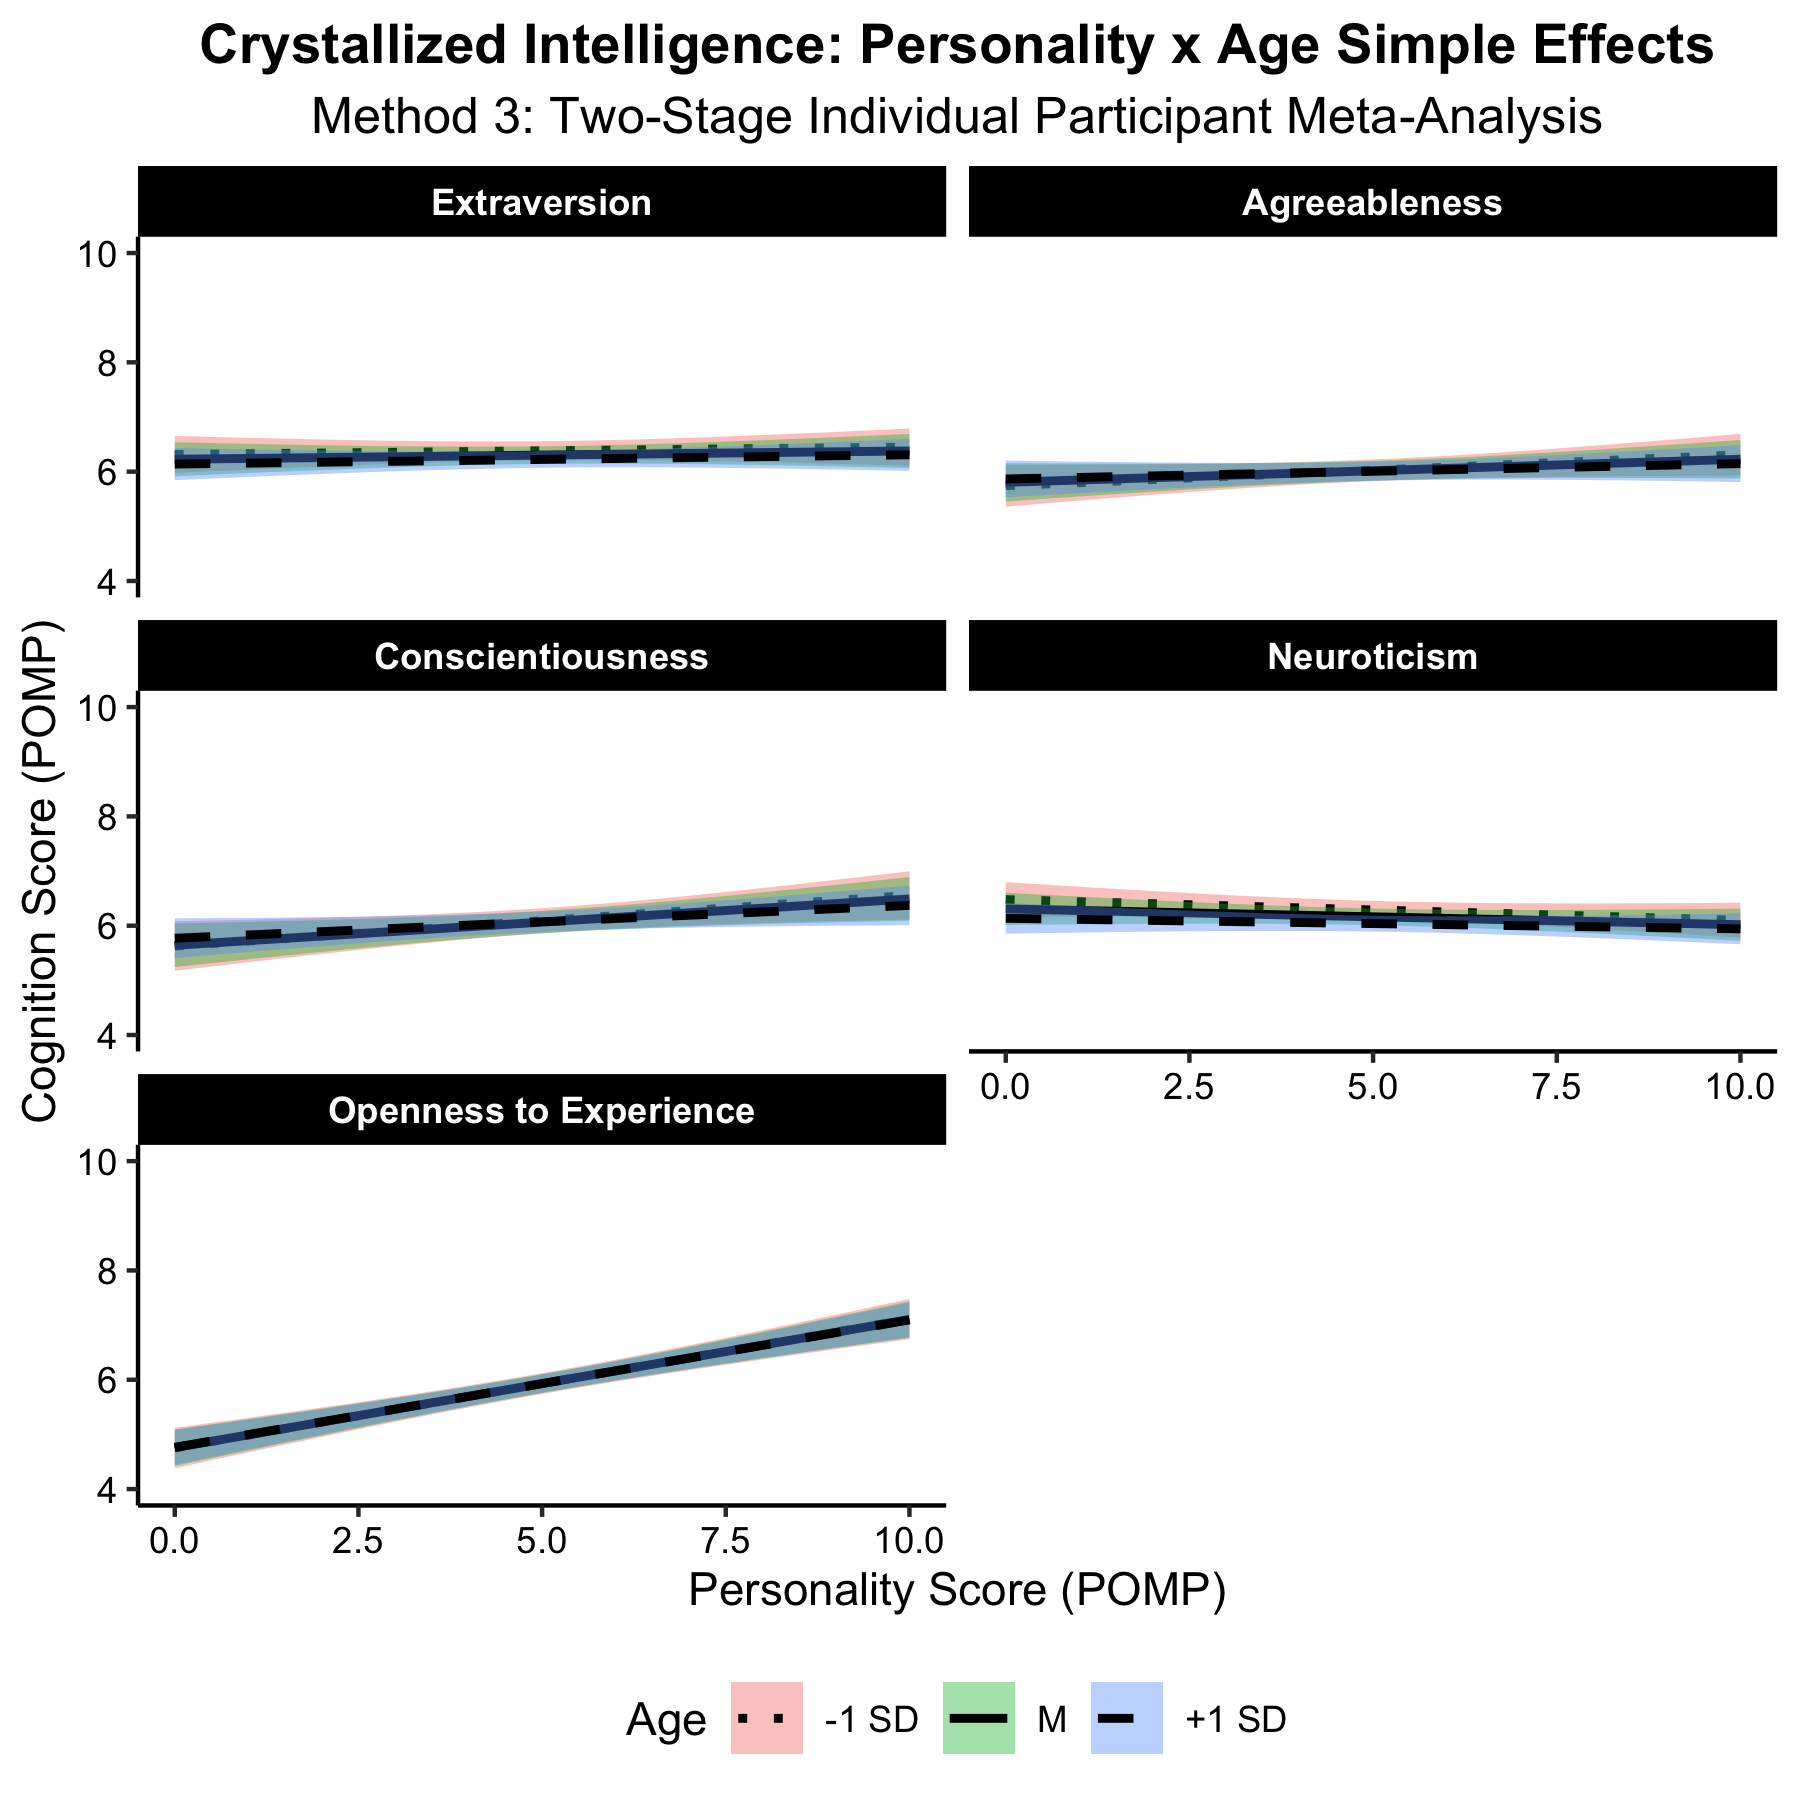 Crystallized Intelligence: Personality x Age Simple Effects
Method 3: Two-Stage Individual Participant Meta-Analysis
Extraversion
Agreeableness
10
8
6
4
Conscientiousness
Neuroticism
10
8
6
4
0.0 2.5 5.0 7.5 10.0
Openness to Experience
10
8
6
4
0.0 2.5 5.0 7.5 10.0
Cognition Score (POMP)
Personality Score (POMP)
Age -1 SD M +1 SD